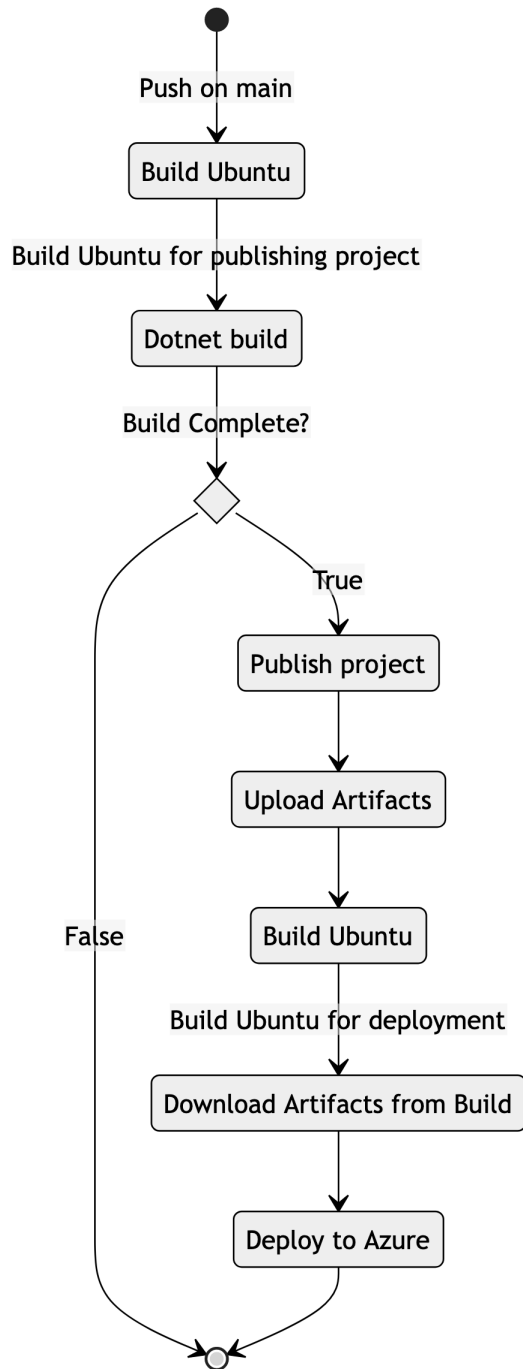 Push on main
Build Ubuntu
Build Ubuntu for publishing project
Dotnet build
Build Complete?
True
Publish project
Upload Artifacts
False
Build Ubuntu
Build Ubuntu for deployment
Download Artifacts from Build
Deploy to Azure